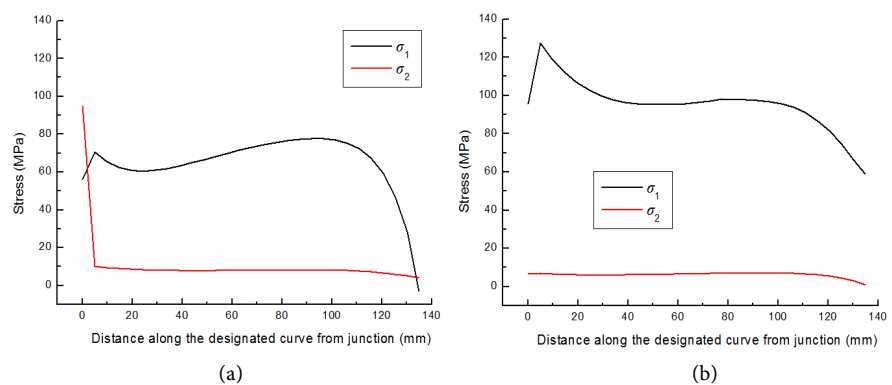 140
120
100
80
60
40
20
0
Stress (MPa)
σ1
σ2
0 20 40 60 80 100 120 140
Distance along the designated curve from junction (mm)
(a)
140
120
100
80
60
40
20
0
Stress (MPa)
σ1
σ2
0 20 40 60 80 100 120 140
Distance along the designated curve from junction (mm)
(b)